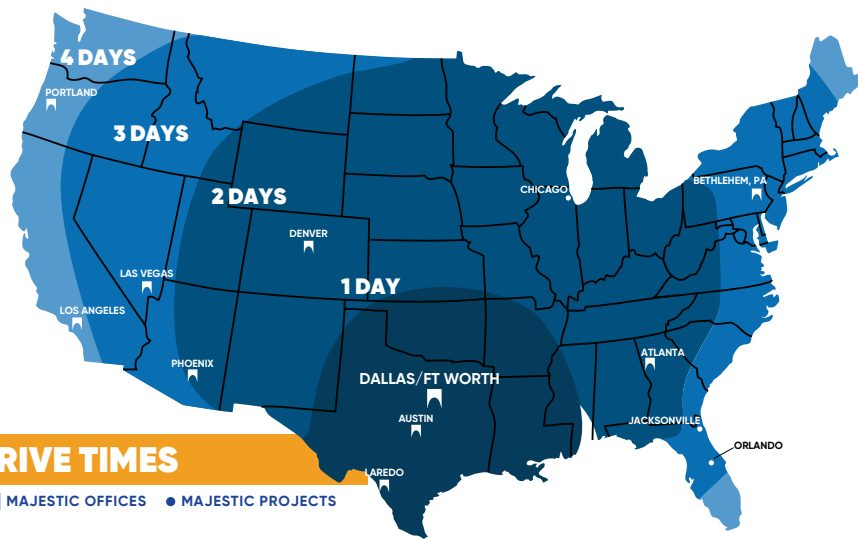 4 DAYS
PORTLAND
3 DAYS
2 DAYS
CHICAGO
BETHLEHEM, PA
DENVER
LAS VEGAS
1 DAY
LOS ANGELES
PHOENIX
ATLANTA
DALLAS/FT WORTH
AUSTIN
JACKSONVILLE
ORLANDO
LAREDO
RIVE TIMES
MAJESTIC OFFICES ● MAJESTIC PROJECTS